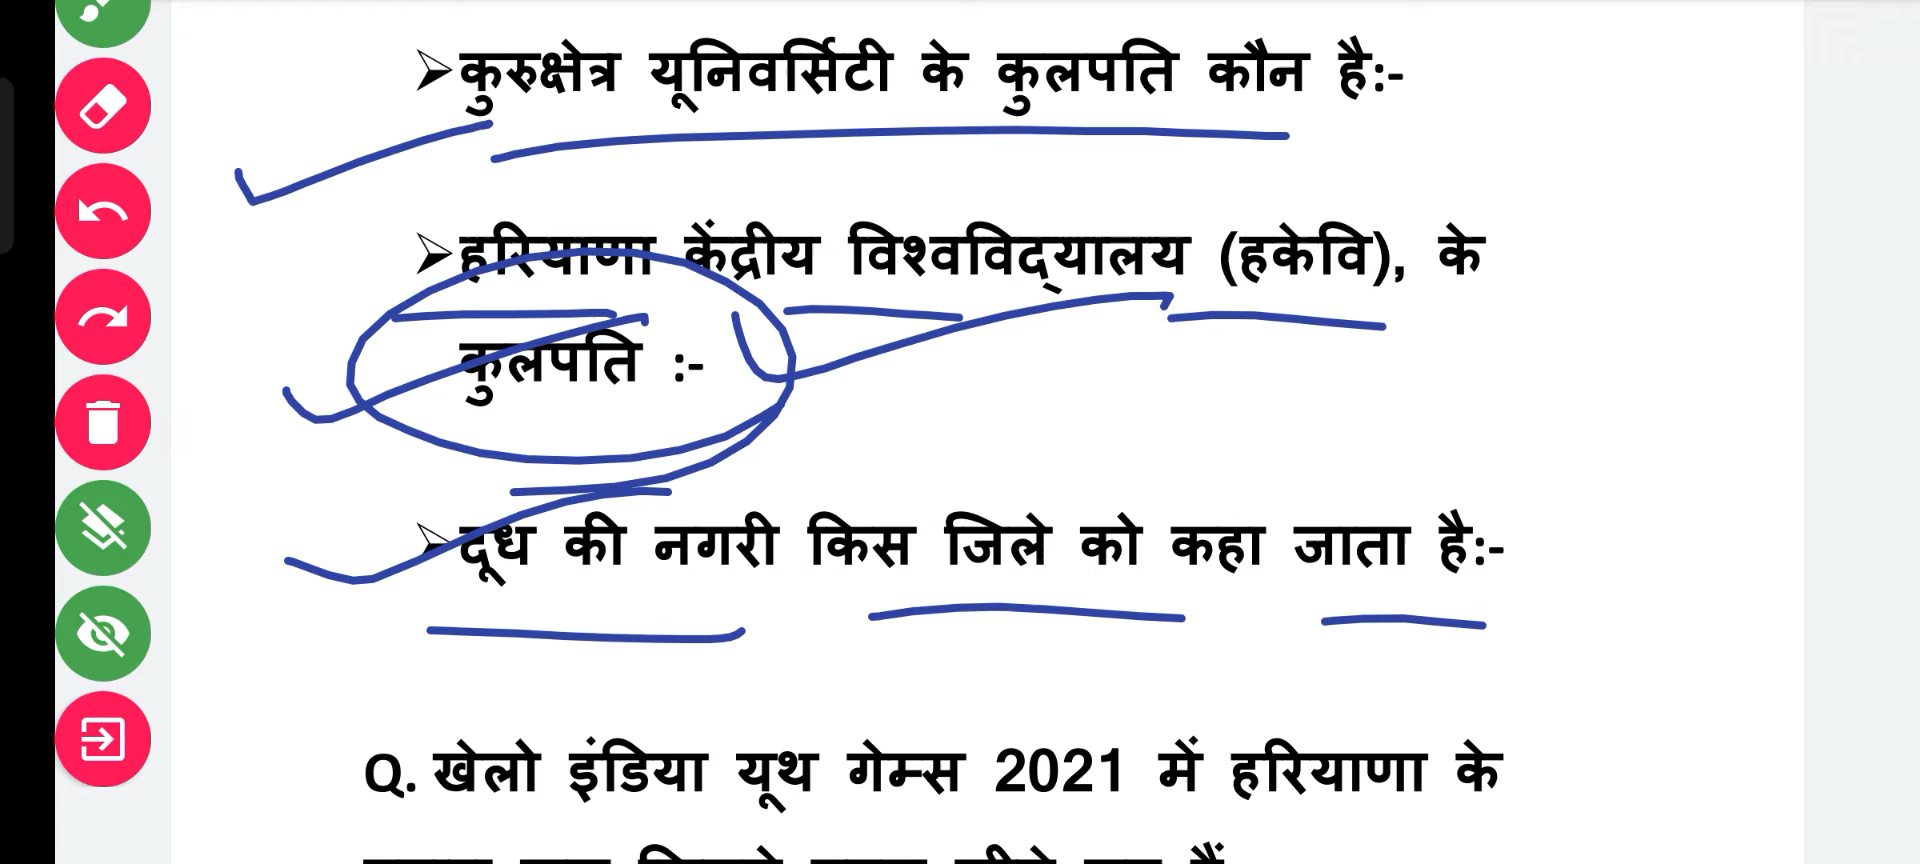 ➢कुरुक्षेत्र यूनिवर्सिटी के कुलपति कौन है:-
➢हरियाणा केंद्रीय विश्वविद्यालय (हकेवि), के
कुलपति :-
➢दूध की नगरी किस जिले को कहा जाता है:-
Q. खेलो इंडिया यूथ गेम्स 2021 में हरियाणा के